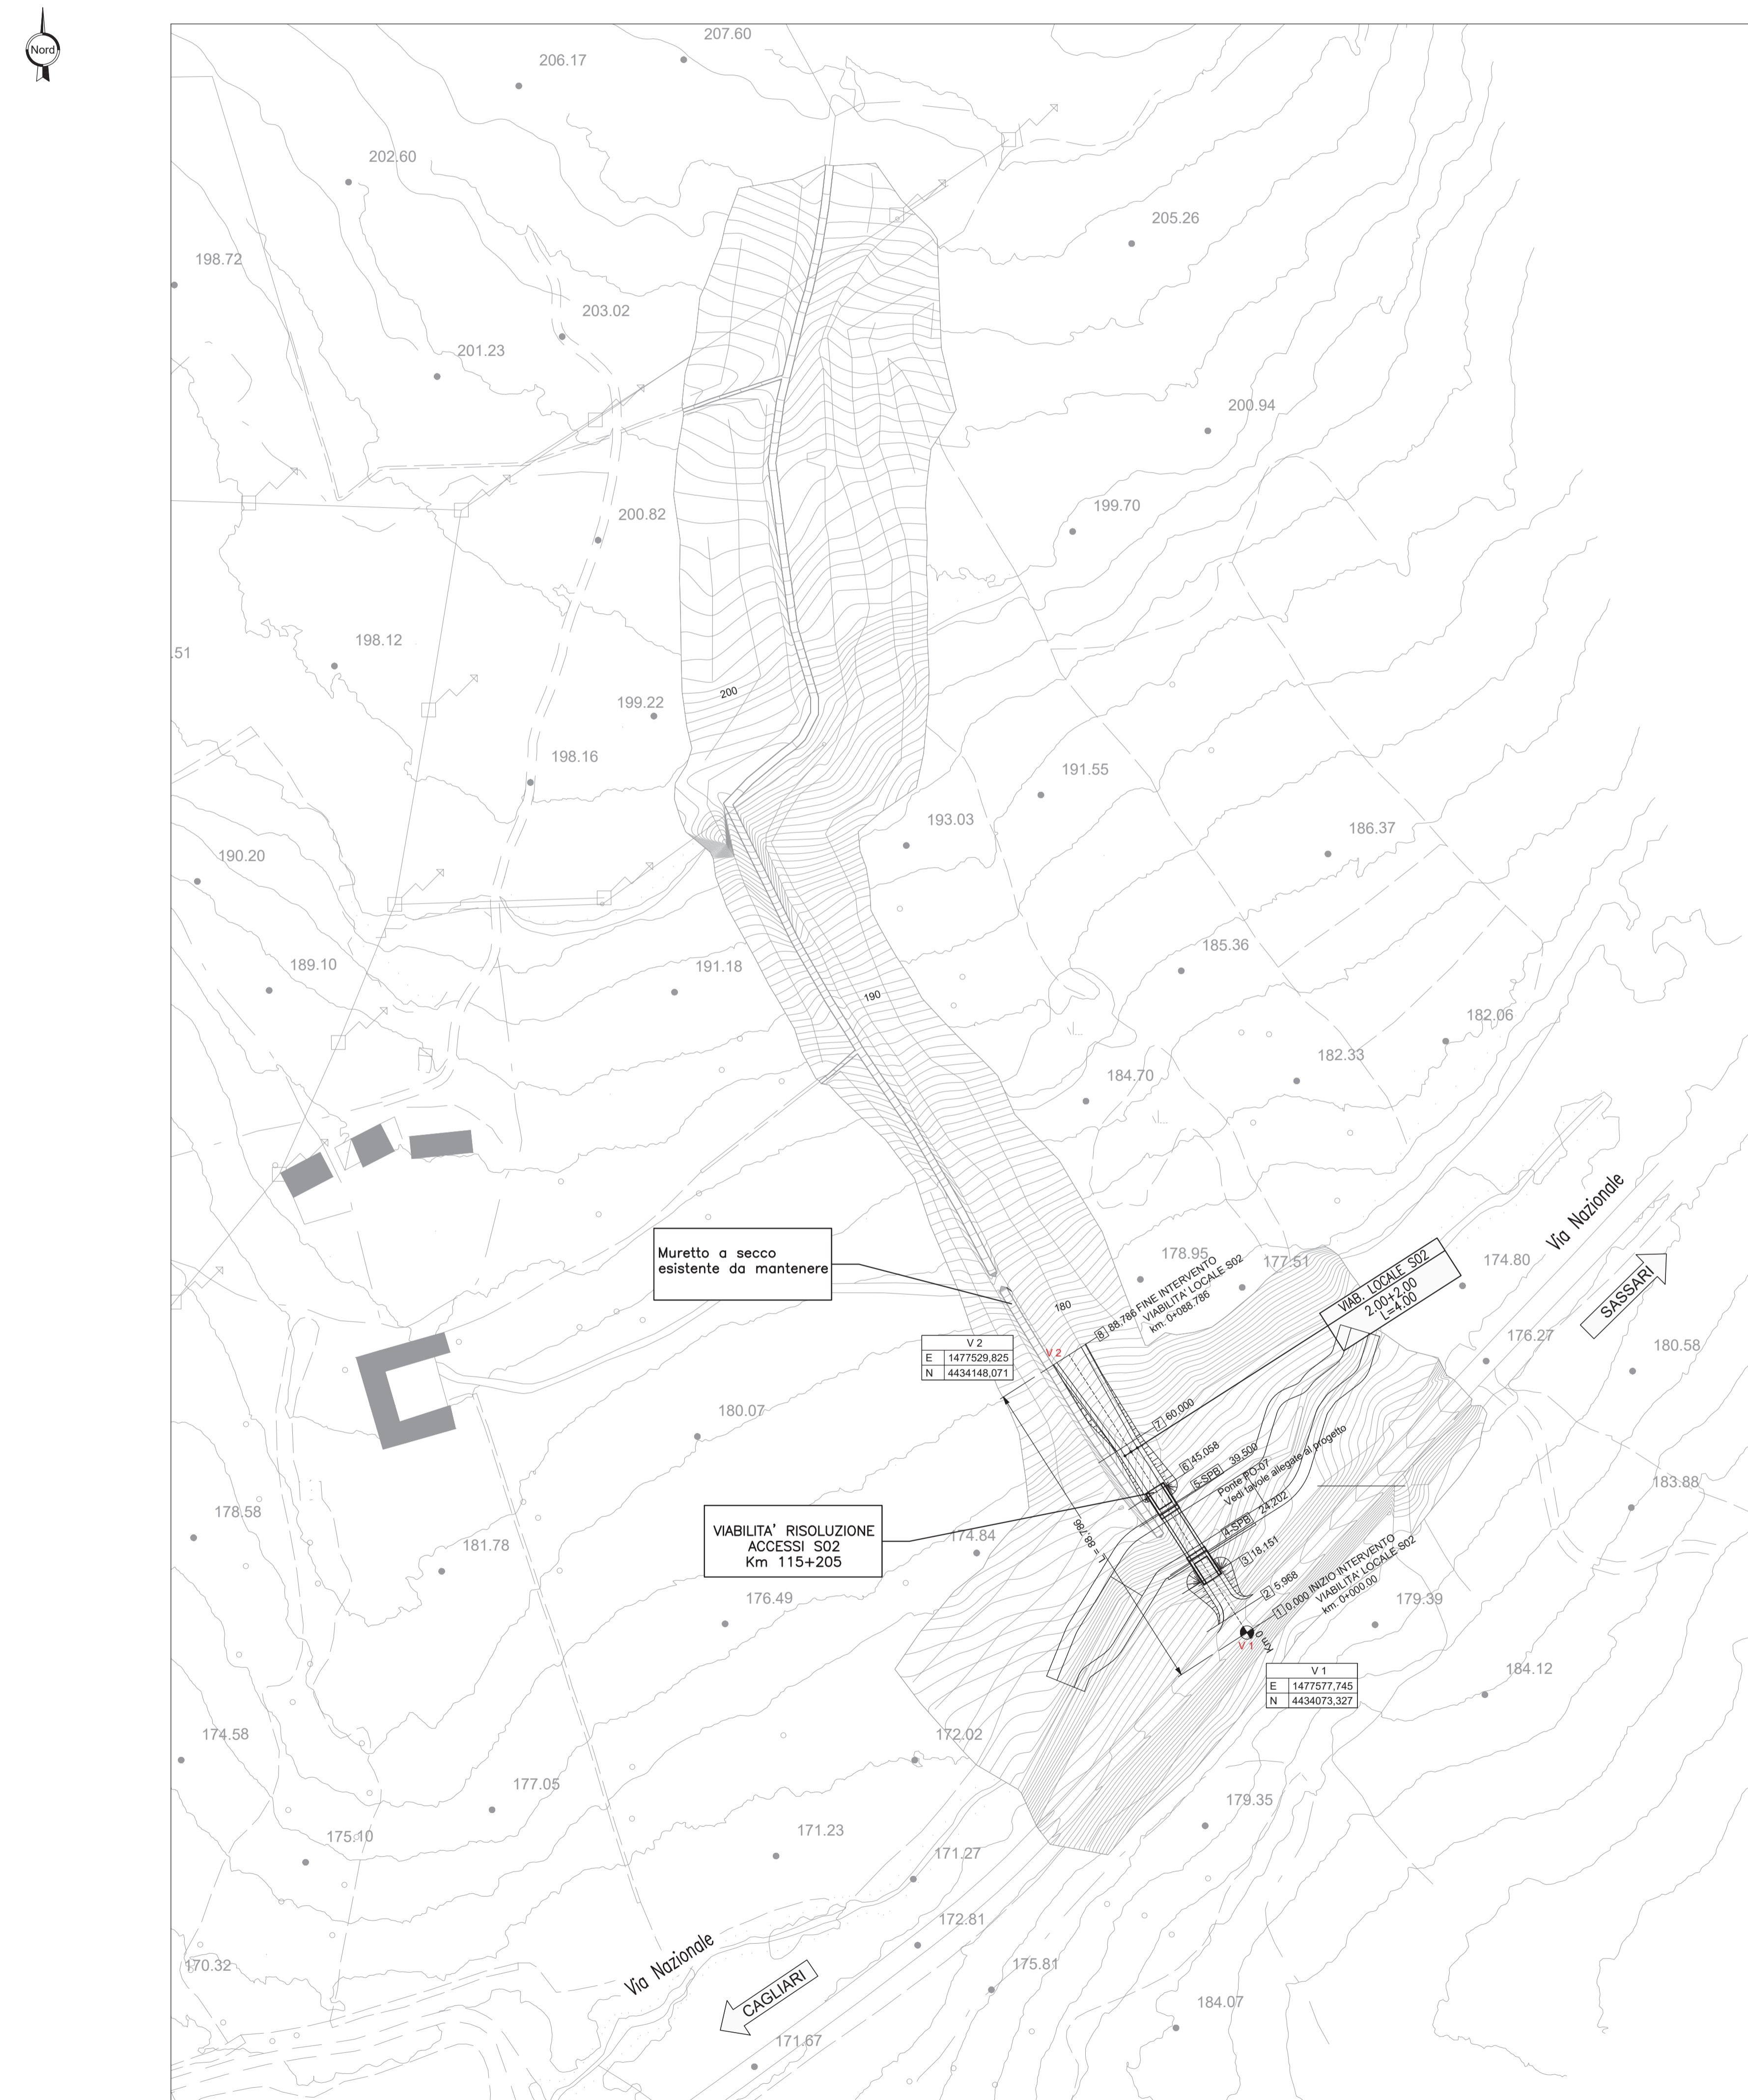 Nord
207.60
206.17
202.60
205.26
198.72
203.02
201.23
200.94
199.70
200.82
198.12
.51
200
199.22
198.16
191.55
193.03
186.37
190.20
185.36
189.10
191.18
190
182.06
182.33
184.70
Via Nazionale
Muretto a secco
esistente da mantenere
178.95
177.51
174.80
SASSARI
VIAB. LOCALE S02
2.00+2.00
L=4.00
180
8 88,786 FINE INTERVENTO
VIABILITA' LOCALE S02
km. 0+088.786
176.27
180.58
V 2
E 1477529,825
N 4434148,071
V 2
180.07
7 60,000
6 45,058
5-SPB 39,500
Ponte PO-07
Vedi tavole allegate al progetto
4-SPB 24,202
183.88
178.58
VIABILITA' RISOLUZIONE
ACCESSI S02
Km 115+205
174.84
L = 88,786
181.78
3 18,151
2 5,968
1 0,000 INIZIO INTERVENTO
VIABILITA' LOCALE S02
km. 0+000.00
176.49
179.39
Km 0
V 1
V 1
E 1477577,745
N 4434073,327
184.12
174.58
172.02
177.05
179.35
175.10
171.23
171.27
172.81
Via Nazionale
170.32
175.81
CAGLIARI
184.07
171.67